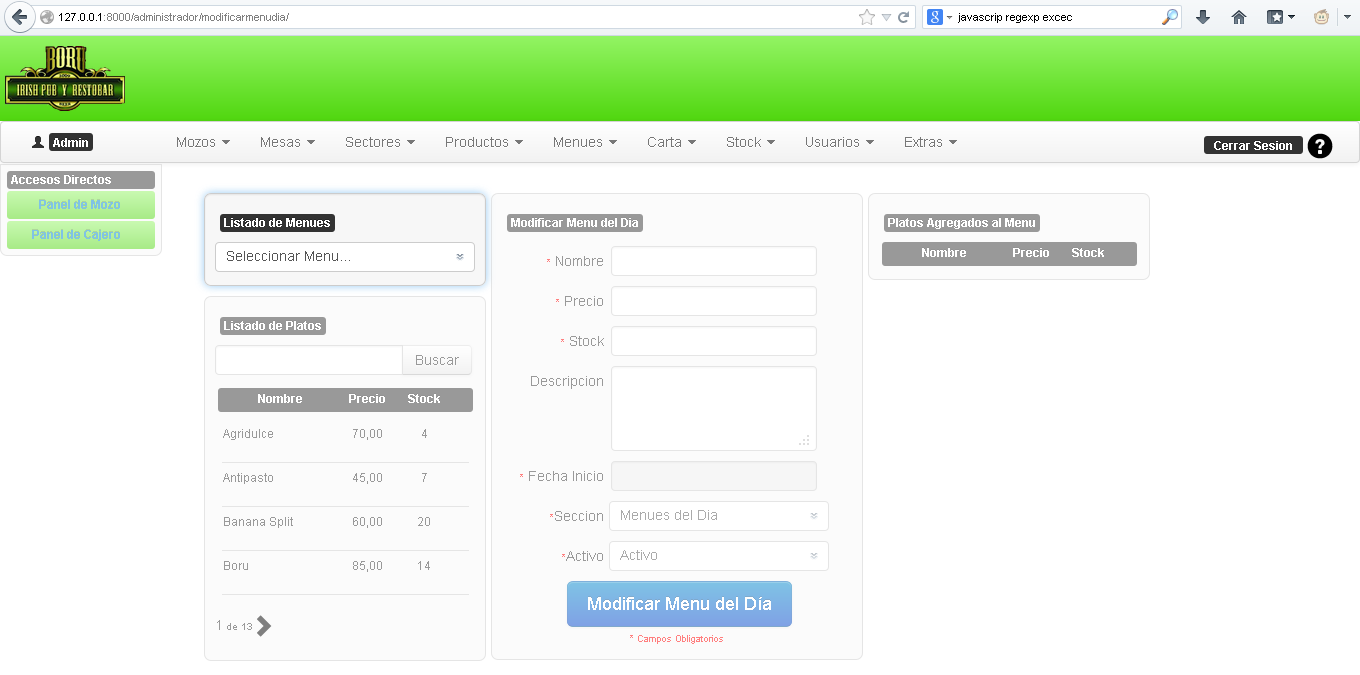 127.0.0.1:8000/administrador/modificarmenudia/
javascrip regexp excec
BORU
IRISH PUB Y RESTOBAR
Admin
Mozos
Mesas
Sectores
Productos
Menues
Carta
Stock
Usuarios
Extras
Cerrar Sesion
?
Accesos Directos
Panel de Mozo
Panel de Cajero
Listado de Menues
Seleccionar Menu...
Listado de Platos
Buscar
Nombre Precio Stock
Agridulce 70,00 4
Antipasto 45,00 7
Banana Split 60,00 20
Boru 85,00 14
1 de 13
Modificar Menu del Dia
* Nombre
* Precio
* Stock
Descripcion
* Fecha Inicio
*Seccion Menues del Dia
*Activo Activo
Modificar Menu del Día
* Campos Obligatorios
Platos Agregados al Menu
Nombre Precio Stock